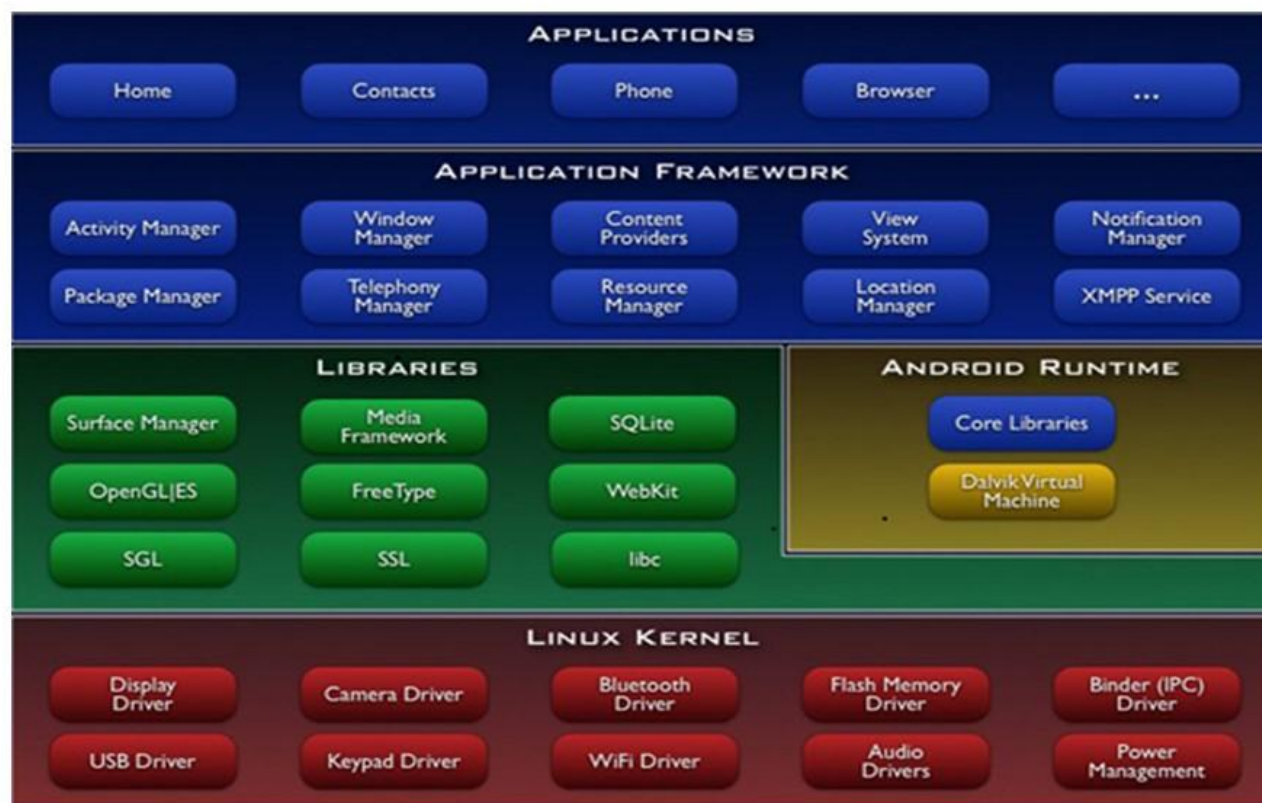 APPLICATIONS
Home
Contacts
Phone
Browser
...
APPLICATION FRAMEWORK
Activity Manager
Window
Manager
Content
Providers
View
System
Notification
Manager
Package Manager
Telephony
Manager
Resource
Manager
Location
Manager
XMPP Service
LIBRARIES
Surface Manager
Media
Framework
SQLite
OpenGL|ES
FreeType
WebKit
SGL
SSL
libc
ANDROID RUNTIME
Core Libraries
Dalvik Virtual
Machine
LINUX KERNEL
Display
Driver
Camera Driver
Bluetooth
Driver
Flash Memory
Driver
Binder (IPC)
Driver
USB Driver
Keypad Driver
WiFi Driver
Audio
Drivers
Power
Management